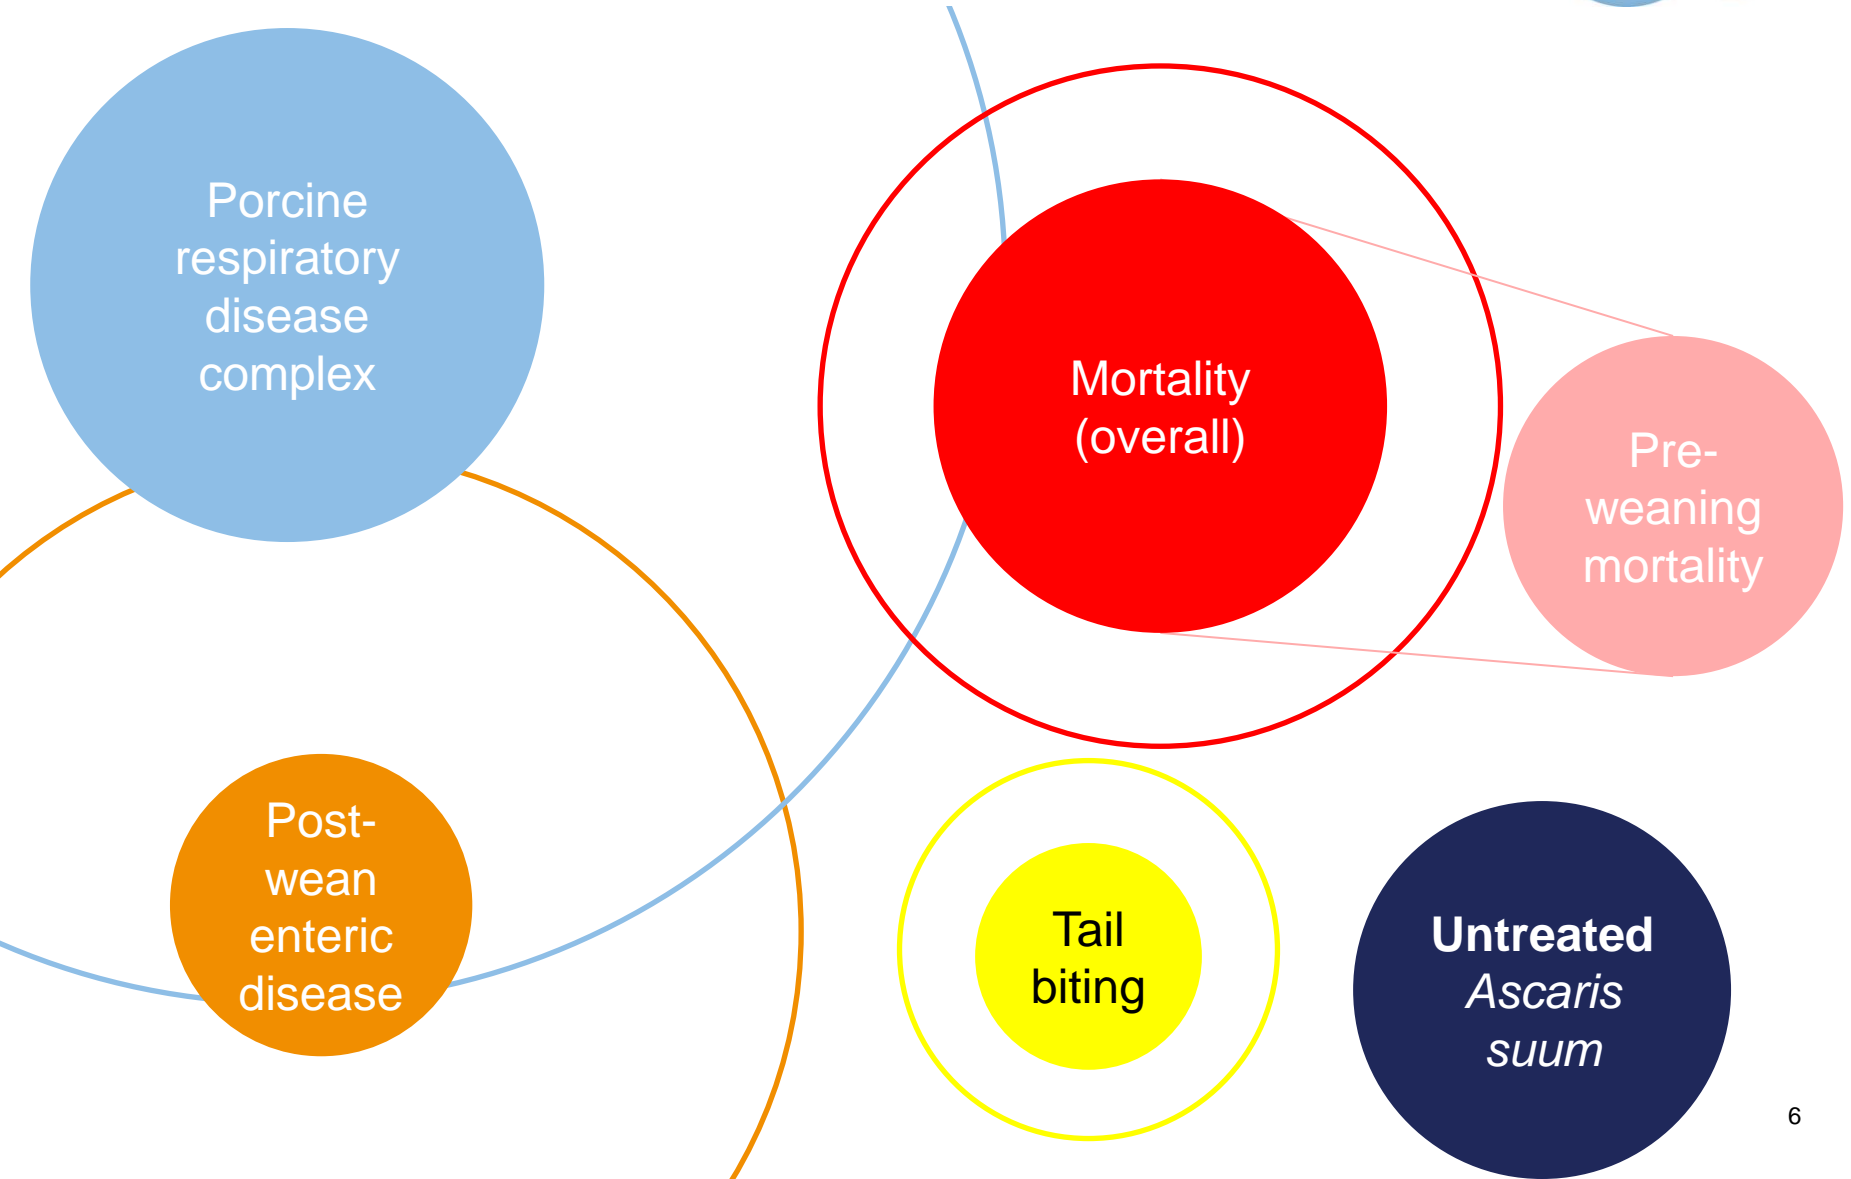 Porcine
respiratory
disease
complex
Mortality
(overall)
Pre-
weaning
mortality
Post-
wean
enteric
disease
Tail
biting
Untreated
Ascaris
suum
6